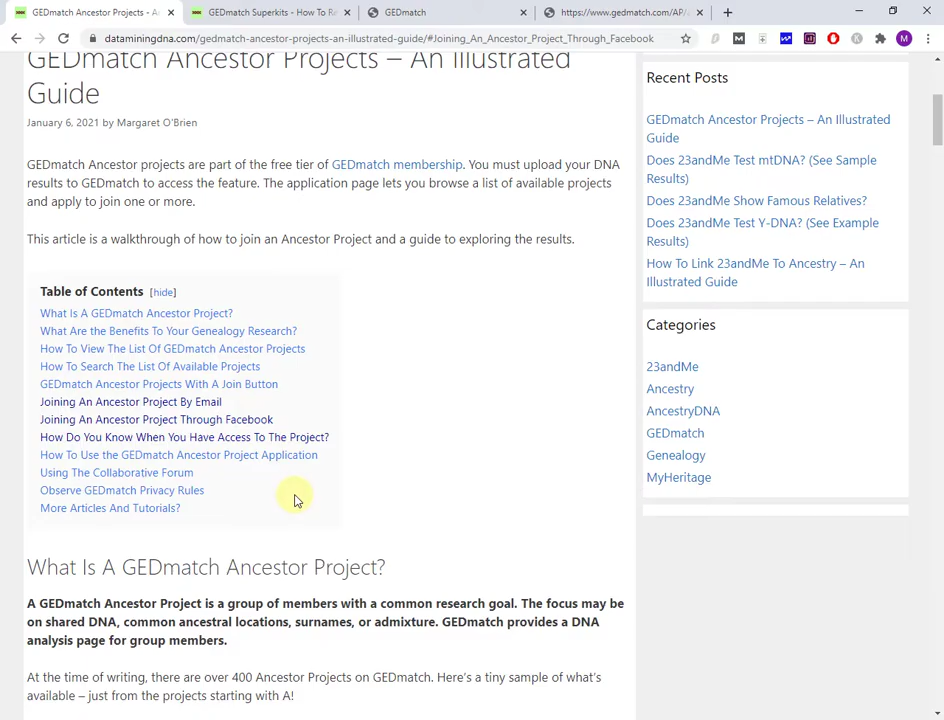 GEDmatch Ancestor Projects - A
GEDmatch Superkits - How To Re
GEDmatch
https://www.gedmatch.com/AP/
datamingdna.com/gedmatch-ancestor-projects-an-illustrated-guide/#Joining_An_Ancestor_Project_Through_Facebook
M
GEDmatch Ancestor Projects – An Illustrated
Guide
January 6, 2021 by Margaret O'Brien
GEDmatch Ancestor projects are part of the free tier of GEDmatch membership. You must upload your DNA
results to GEDmatch to access the feature. The application page lets you browse a list of available projects
and apply to join one or more.
This article is a walkthrough of how to join an Ancestor Project and a guide to exploring the results.
Table of Contents [hide]
What Is A GEDmatch Ancestor Project?
What Are the Benefits To Your Genealogy Research?
How To View The List Of GEDmatch Ancestor Projects
How To Search The List Of Available Projects
GEDmatch Ancestor Projects With A Join Button
Joining An Ancestor Project By Email
Joining An Ancestor Project Through Facebook
How Do You Know When You Have Access To The Project?
How To Use the GEDmatch Ancestor Project Application
Using The Collaborative Forum
Observe GEDmatch Privacy Rules
More Articles And Tutorials?
What Is A GEDmatch Ancestor Project?
A GEDmatch Ancestor Project is a group of members with a common research goal. The focus may be
on shared DNA, common ancestral locations, surnames, or admixture. GEDmatch provides a DNA
analysis page for group members.
At the time of writing, there are over 400 Ancestor Projects on GEDmatch. Here's a tiny sample of what's
available – just from the projects starting with A!
Recent Posts
GEDmatch Ancestor Projects – An Illustrated
Guide
Does 23andMe Test mtDNA? (See Sample
Results)
Does 23andMe Show Famous Relatives?
Does 23andMe Test Y-DNA? (See Example
Results)
How To Link 23andMe To Ancestry – An
Illustrated Guide
Categories
23andMe
Ancestry
AncestryDNA
GEDmatch
Genealogy
MyHeritage